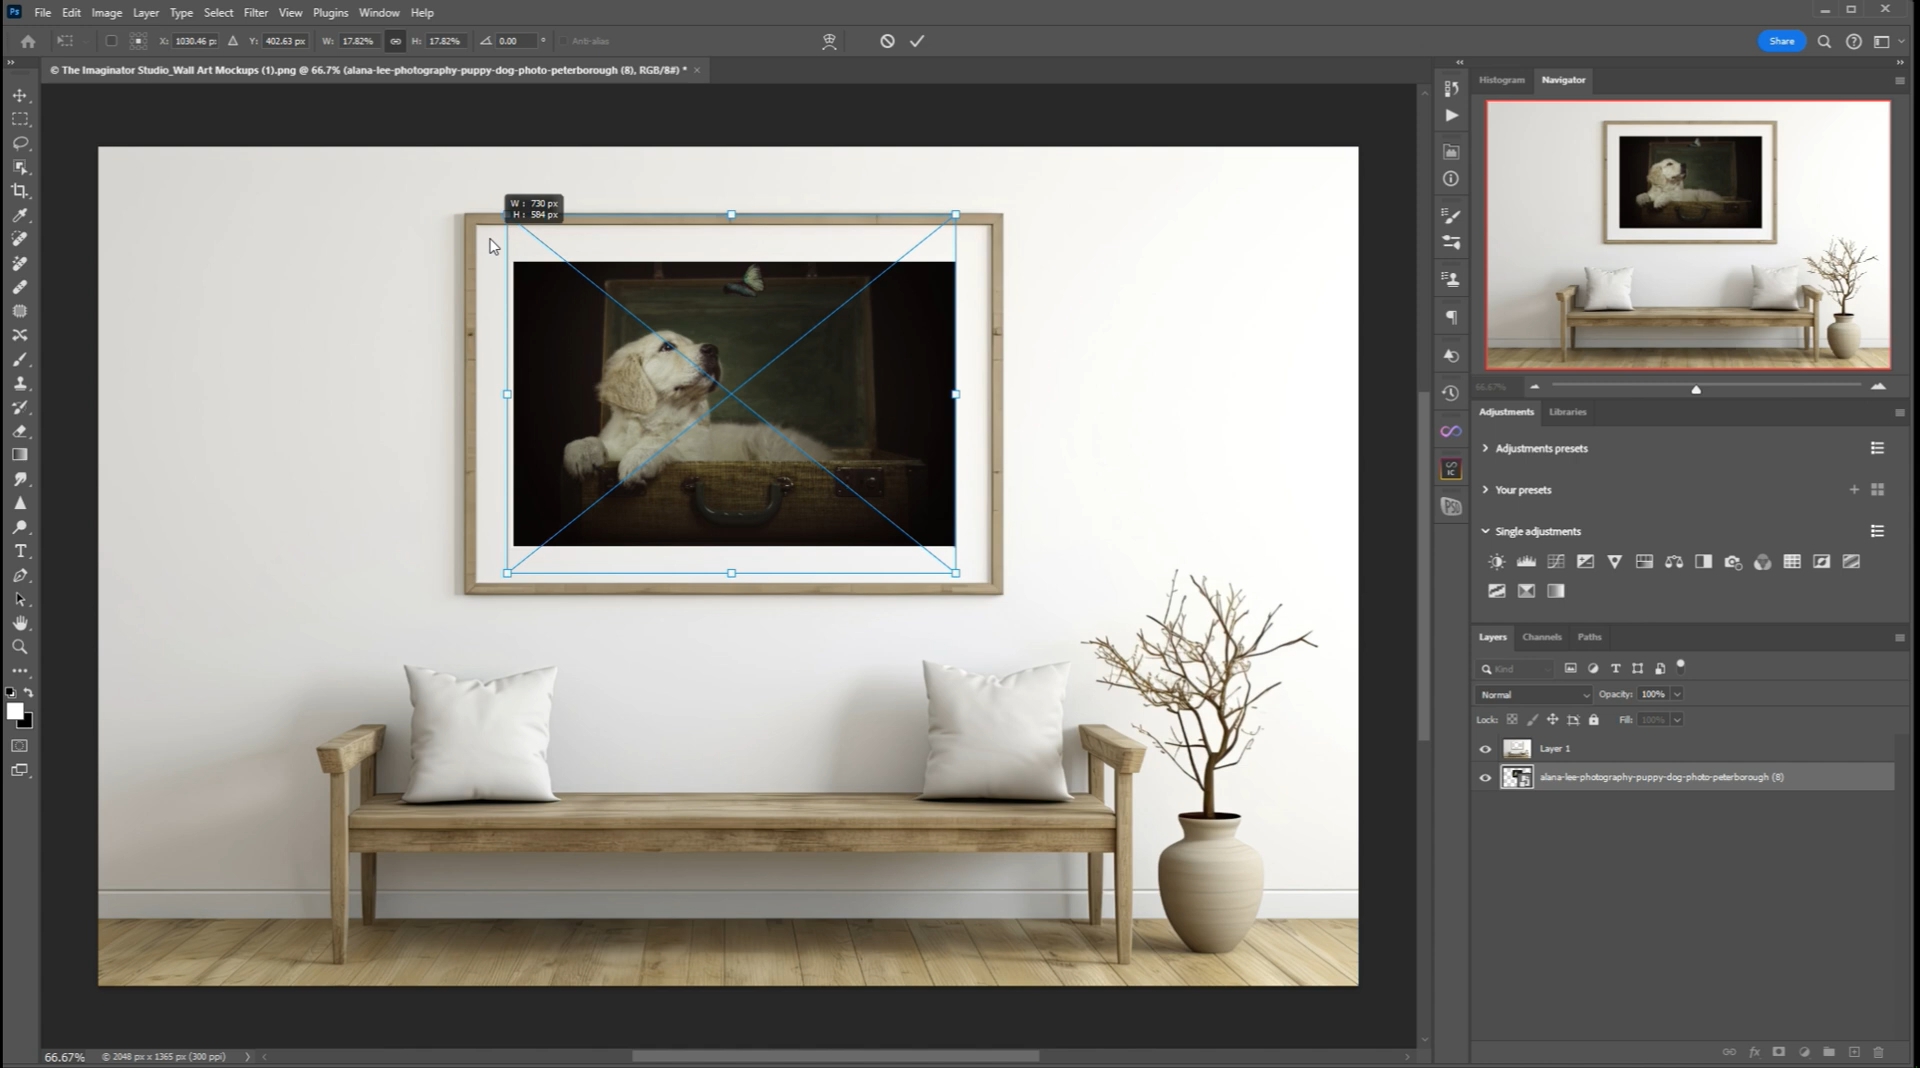 Ps File Edit Image Layer Type Select Filter View Plugins Window Help
X: 1030.46 p: Y: 402.63 px W: 17.82% H: 17.82% 0.00 ° Anti-alias Share
© The Imaginator Studio_Wall Art Mockups (1).png @ 66.7% (alana-lee-photography-puppy-dog-photo-peterborough (8), RGB/8#) * ×
Histogram Navigator
W : 730 px
H : 584 px
66.67%
Adjustments Libraries
Adjustments presets
Your presets
Single adjustments
Layers Channels Paths
Kind
Normal Opacity: 100%
Lock: Fill: 100%
Layer 1
alana-lee-photography-puppy-dog-photo-peterborough (8)
66.67% © 2048 px x 1365 px (300 ppi)